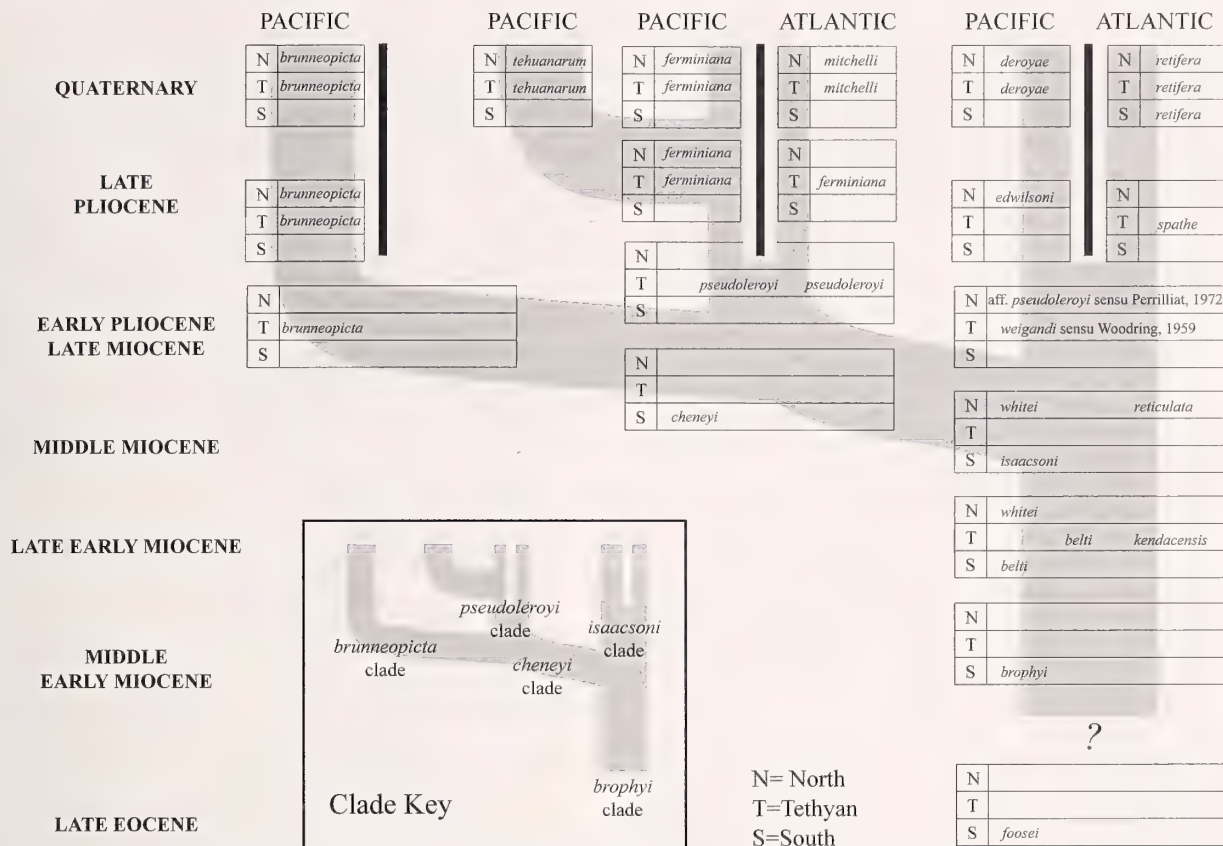 PACIFIC PACIFIC PACIFIC ATLANTIC PACIFIC ATLANTIC
QUATERNARY
N brunneopicta N tehuanarum N ferminiana N mitchelli N deroyae N retifera
T brunneopicta T tehuanarum T ferminiana T mitchelli T deroyae T retifera
S S S S S S retifera
LATE
PLIOCENE
N ferminiana N
T ferminiana T ferminiana
S S
N brunneopicta N edwilsoni N
T brunneopicta T T spathe
S S S
N
T pseudoleroyi pseudoleroyi
S
EARLY PLIOCENE
LATE MIOCENE
N N aff. pseudoleroyi sensu Perrilliat, 1972
T brunneopicta T weigandi sensu Woodring, 1959
S S
N
T
S cheneyi
MIDDLE MIOCENE
N whitei reticulata
T
S isaacsoni
LATE EARLY MIOCENE
N whitei
T belti kendacensis
S belti
MIDDLE
EARLY MIOCENE
N
T
S brophyi
?
LATE EOCENE
N
T
S foosei
pseudoleroyi
clade
isaacsoni
clade
brunneopicta
clade
cheneyi
clade
brophyi
clade
Clade Key
N= North
T=Tethyan
S=South